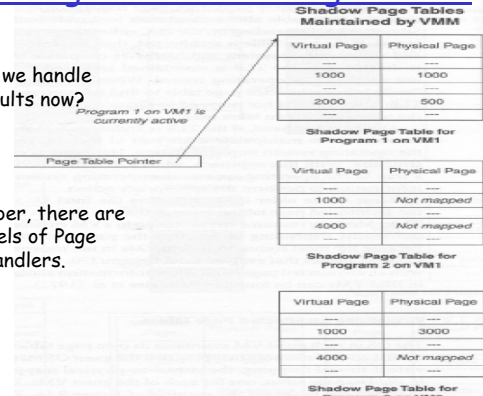 Shadow Page Tables
Maintained by VMM
we handle
ults now?
Program 1 on VM1 is
currently active
Page Table Pointer
ber, there are
els of Page
andlers.
Virtual Page Physical Page
--- ---
1000 1000
--- ---
2000 500
--- ---
Shadow Page Table for
Program 1 on VM1
Virtual Page Physical Page
--- ---
1000 Not mapped
--- ---
4000 Not mapped
--- ---
Shadow Page Table for
Program 2 on VM1
Virtual Page Physical Page
--- ---
1000 3000
--- ---
4000 Not mapped
--- ---
Shadow Page Table for